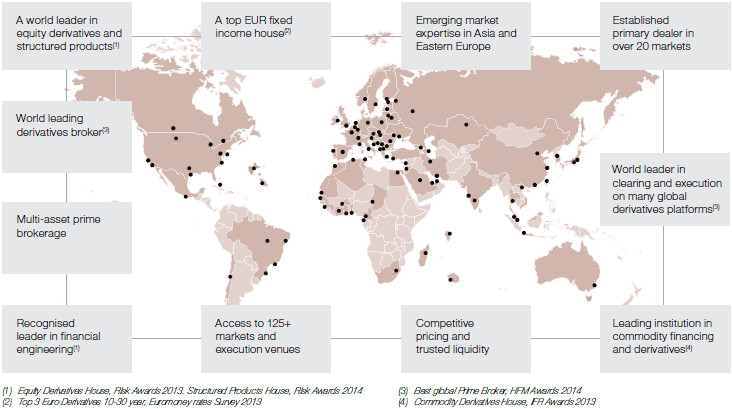 A world leader in
equity derivatives and
structured products(1)
A top EUR fixed
income house(2)
Emerging market
expertise in Asia and
Eastern Europe
Established
primary dealer in
over 20 markets
World leading
derivatives broker(3)
World leader in
clearing and execution
on many global
derivatives platforms(3)
Multi-asset prime
brokerage
Recognised
leader in financial
engineering(1)
Access to 125+
markets and
execution venues
Competitive
pricing and
trusted liquidity
Leading institution in
commodity financing
and derivatives(4)
(1) Equity Derivatives House, Risk Awards 2013. Structured Products House, Risk Awards 2014
(2) Top 3 Euro Derivatives 10-30 year, Euromoney rates Survey 2013
(3) Best global Prime Broker, HFM Awards 2014
(4) Commodity Derivatives House, IFR Awards 2013